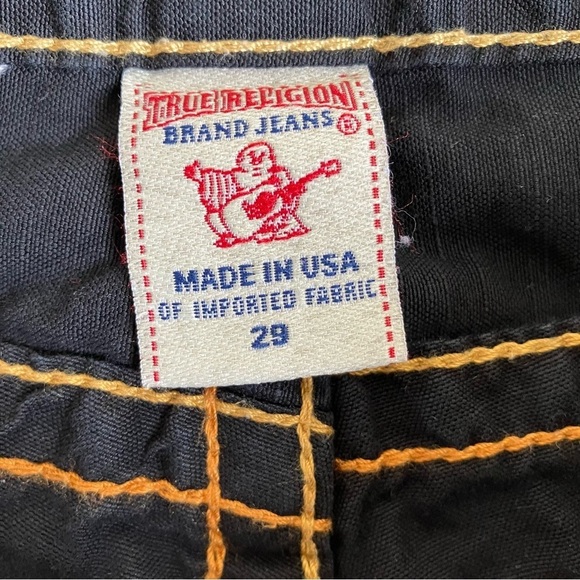 TRUE RELIGION
BRAND JEANS ®
MADE IN USA
OF IMPORTED FABRIC
29